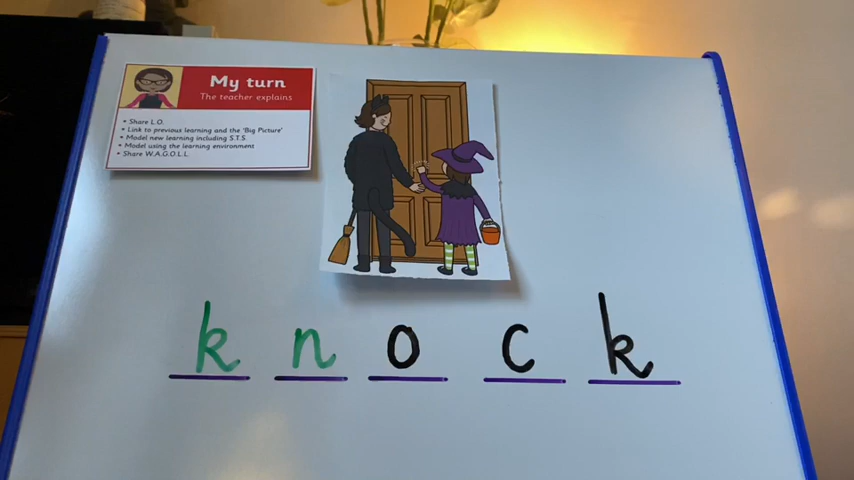 My turn
The teacher explains
• Share L.O.
• Link to previous learning and the 'Big Picture'
• Model new learning including S.T.S.
• Model using the learning environment
• Share W.A.G.O.L.L
k n o c k